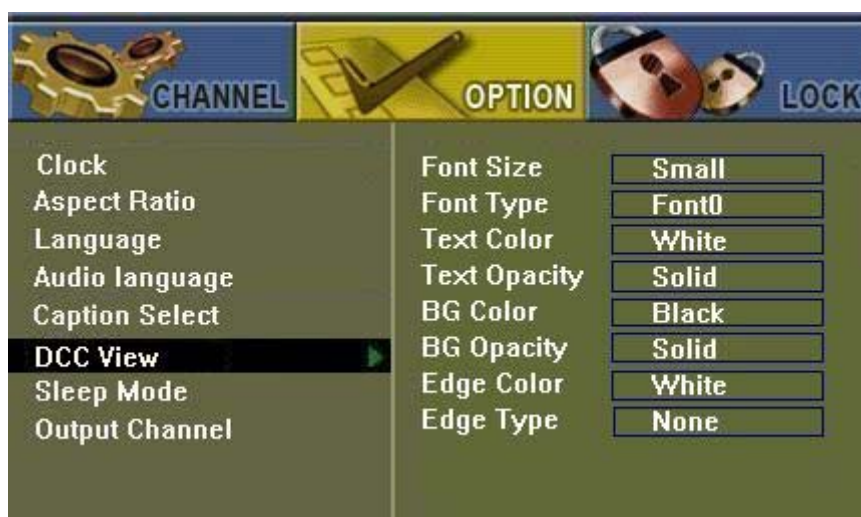 CHANNEL OPTION LOCK
Clock
Aspect Ratio
Language
Audio language
Caption Select
DCC View
Sleep Mode
Output Channel
Font Size Small
Font Type Font0
Text Color White
Text Opacity Solid
BG Color Black
BG Opacity Solid
Edge Color White
Edge Type None